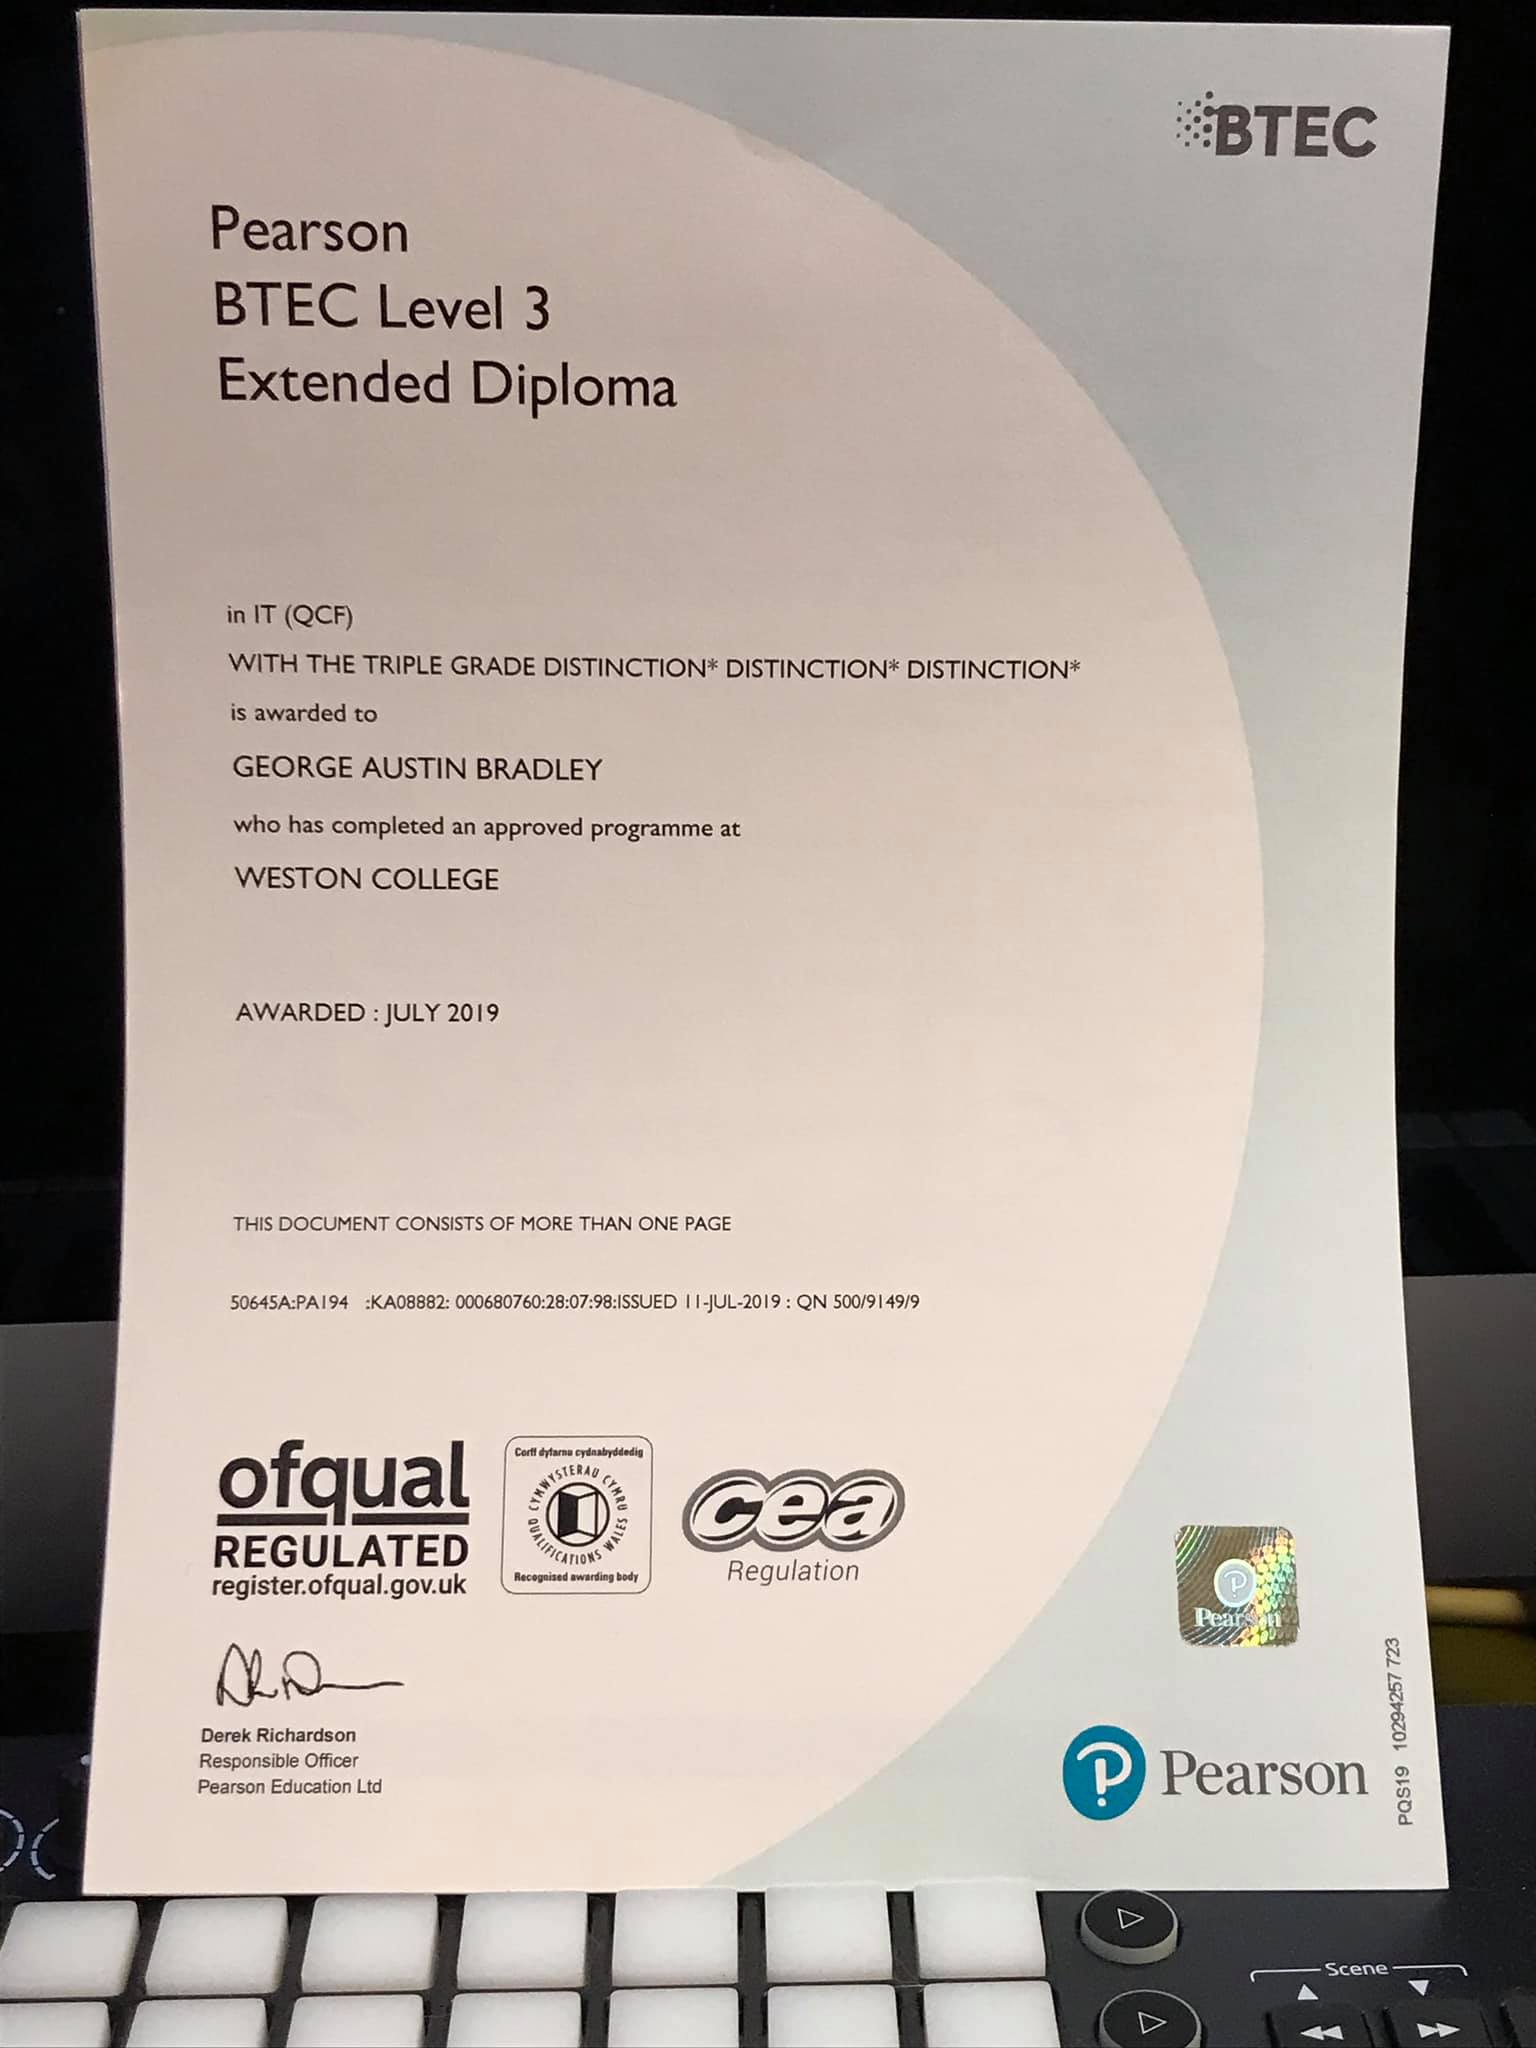 BTEC
Pearson
BTEC Level 3
Extended Diploma
in IT (QCF)
WITH THE TRIPLE GRADE DISTINCTION* DISTINCTION* DISTINCTION*
is awarded to
GEORGE AUSTIN BRADLEY
who has completed an approved programme at
WESTON COLLEGE
AWARDED : JULY 2019
THIS DOCUMENT CONSISTS OF MORE THAN ONE PAGE
50645A:PA194 :KA08882: 000680760:28:07:98:ISSUED 11-JUL-2019 : QN 500/9149/9
ofqual
REGULATED
register.ofqual.gov.uk
Corff dyfarnu cydnabyddedig
CYMWYSTERAU CYMRU
QUALIFICATIONS WALES
Recognised awarding body
cea
Regulation
Pearson
Derek Richardson
Responsible Officer
Pearson Education Ltd
Pearson
PQS19 10294257 723
Scene